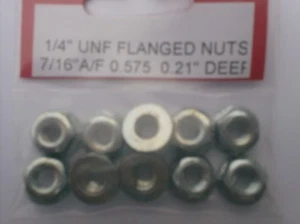 1/4" UNF FLANGED NUTS
7/16"A/F 0.575 0.21" DEEP